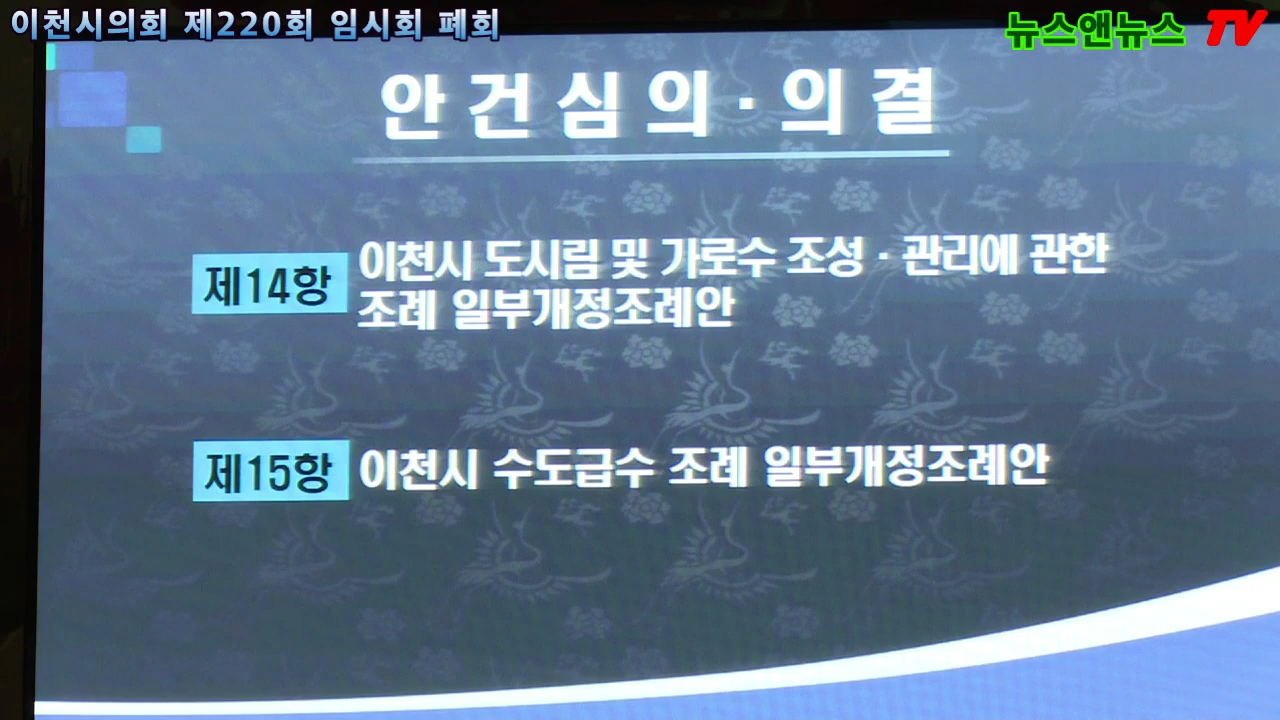 이천시의회 제220회 임시회 폐회
뉴스앤뉴스 TV
안건심의·의결
제14항
이천시 도시림 및 가로수 조성·관리에 관한
조례 일부개정조례안
제15항
이천시 수도급수 조례 일부개정조례안